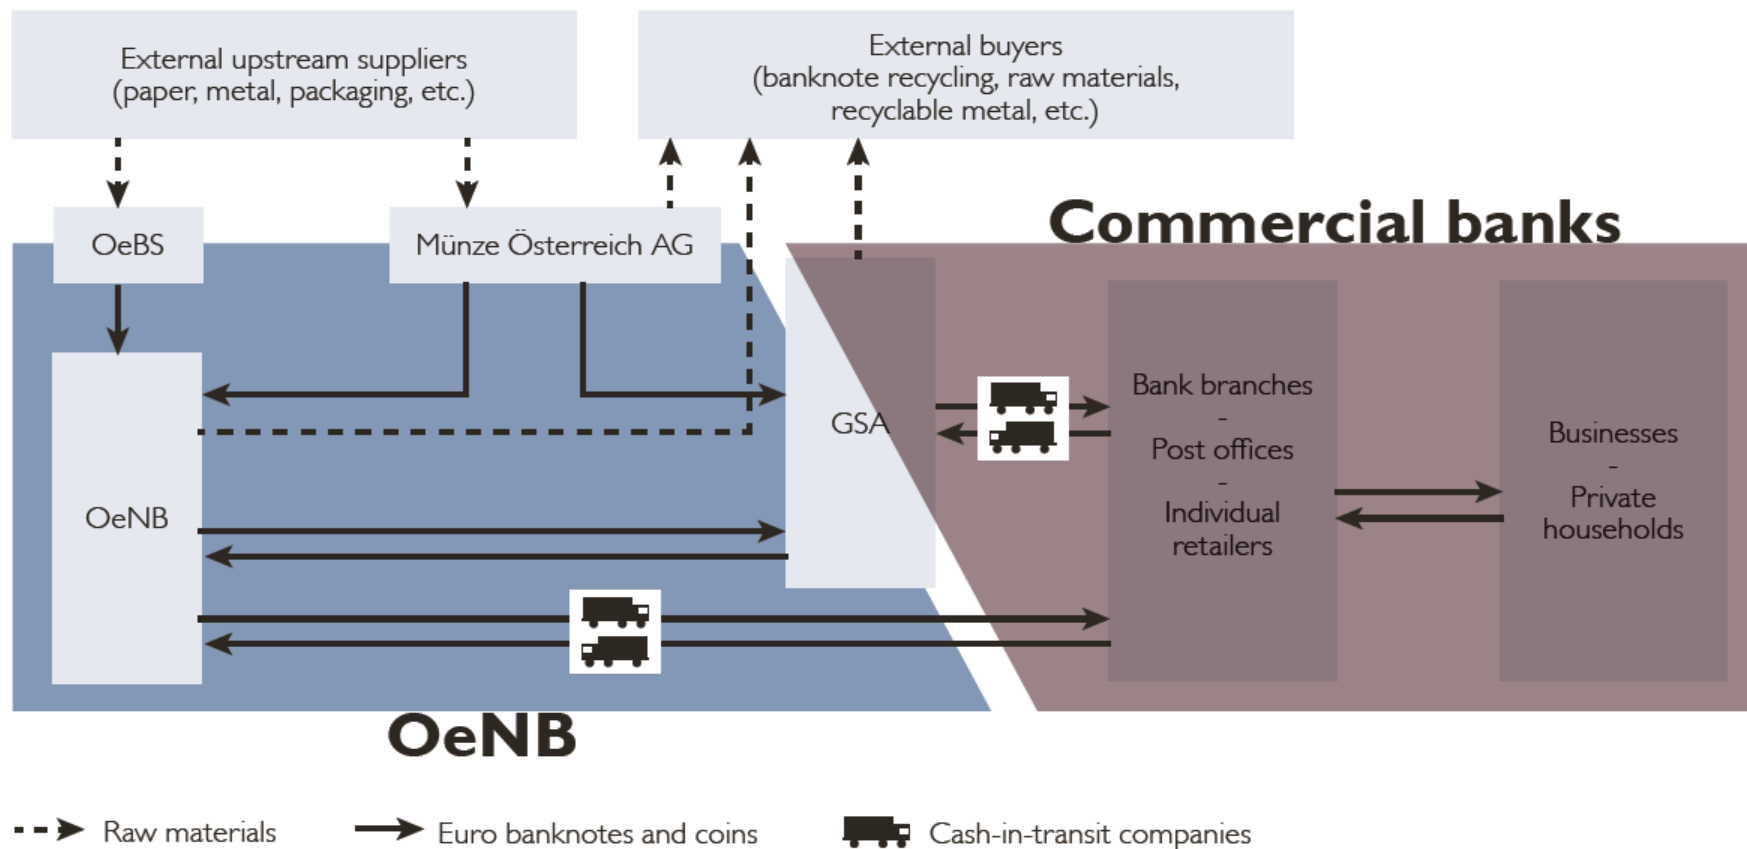 External upstream suppliers
(paper, metal, packaging, etc.)
External buyers
(banknote recycling, raw materials,
recyclable metal, etc.)
Commercial banks
OeBS
Münze Österreich AG
GSA
OeNB
Bank branches
-
Post offices
-
Individual
retailers
Businesses
-
Private
households
OeNB
Raw materials
Euro banknotes and coins
Cash-in-transit companies